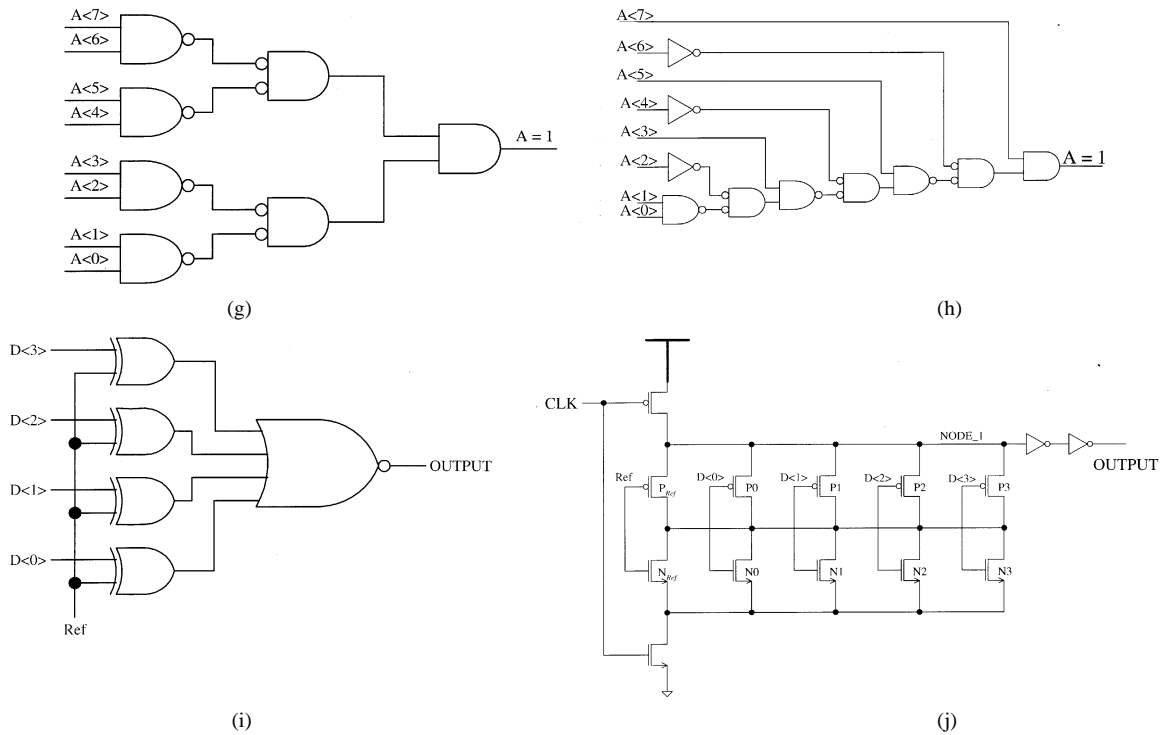 A<7>
A<6>
A<5>
A<4>
A<3>
A<2>
A<1>
A<0>
A = 1
(g)
A<7>
A<6>
A<5>
A<4>
A<3>
A<2>
A<1>
A<0>
A = 1
(h)
D<3>
D<2>
D<1>
D<0>
Ref
OUTPUT
(i)
CLK
NODE_1
OUTPUT
Ref
D<0>
D<1>
D<2>
D<3>
PRef
P0
P1
P2
P3
NRef
N0
N1
N2
N3
(j)